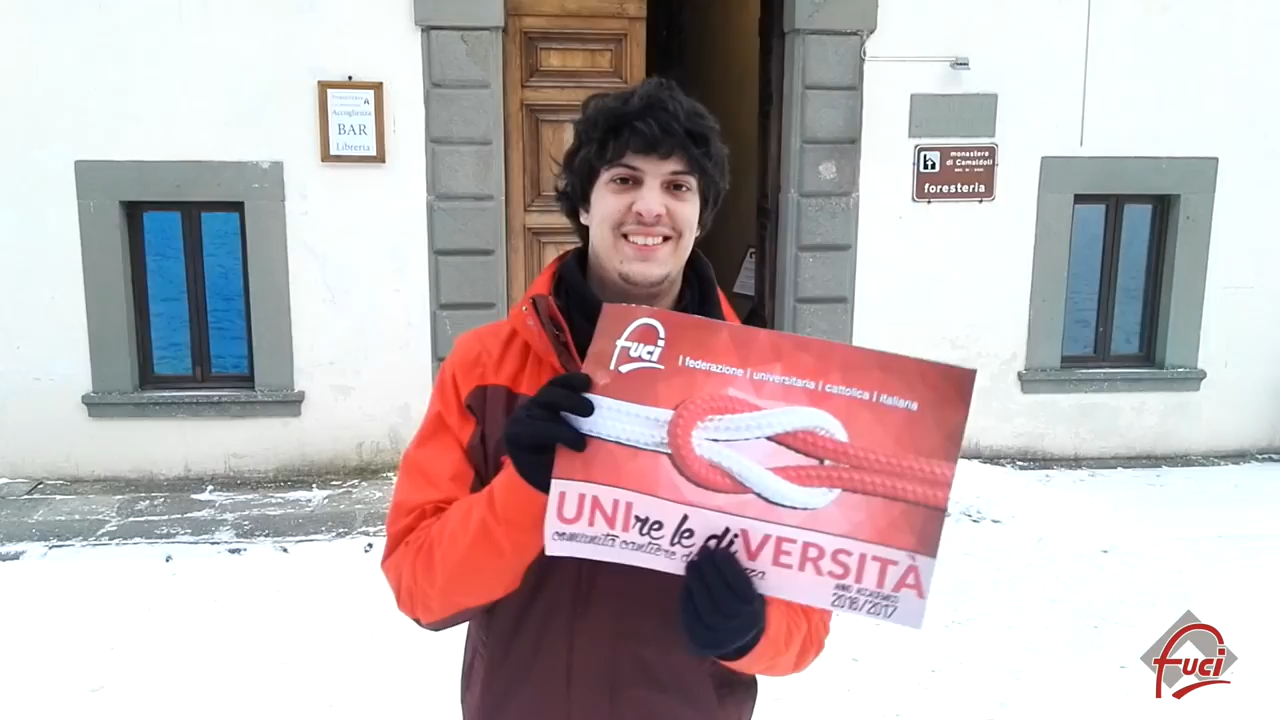 Accoglienza
BAR
Libreria
monastero
di Camaldoli
foresteria
fuci
| federazione | universitaria | cattolica | italiana
UNIre le diVERSITÀ
comunità cantiere
ANNO ACCADEMICO
2016/2017
fuci